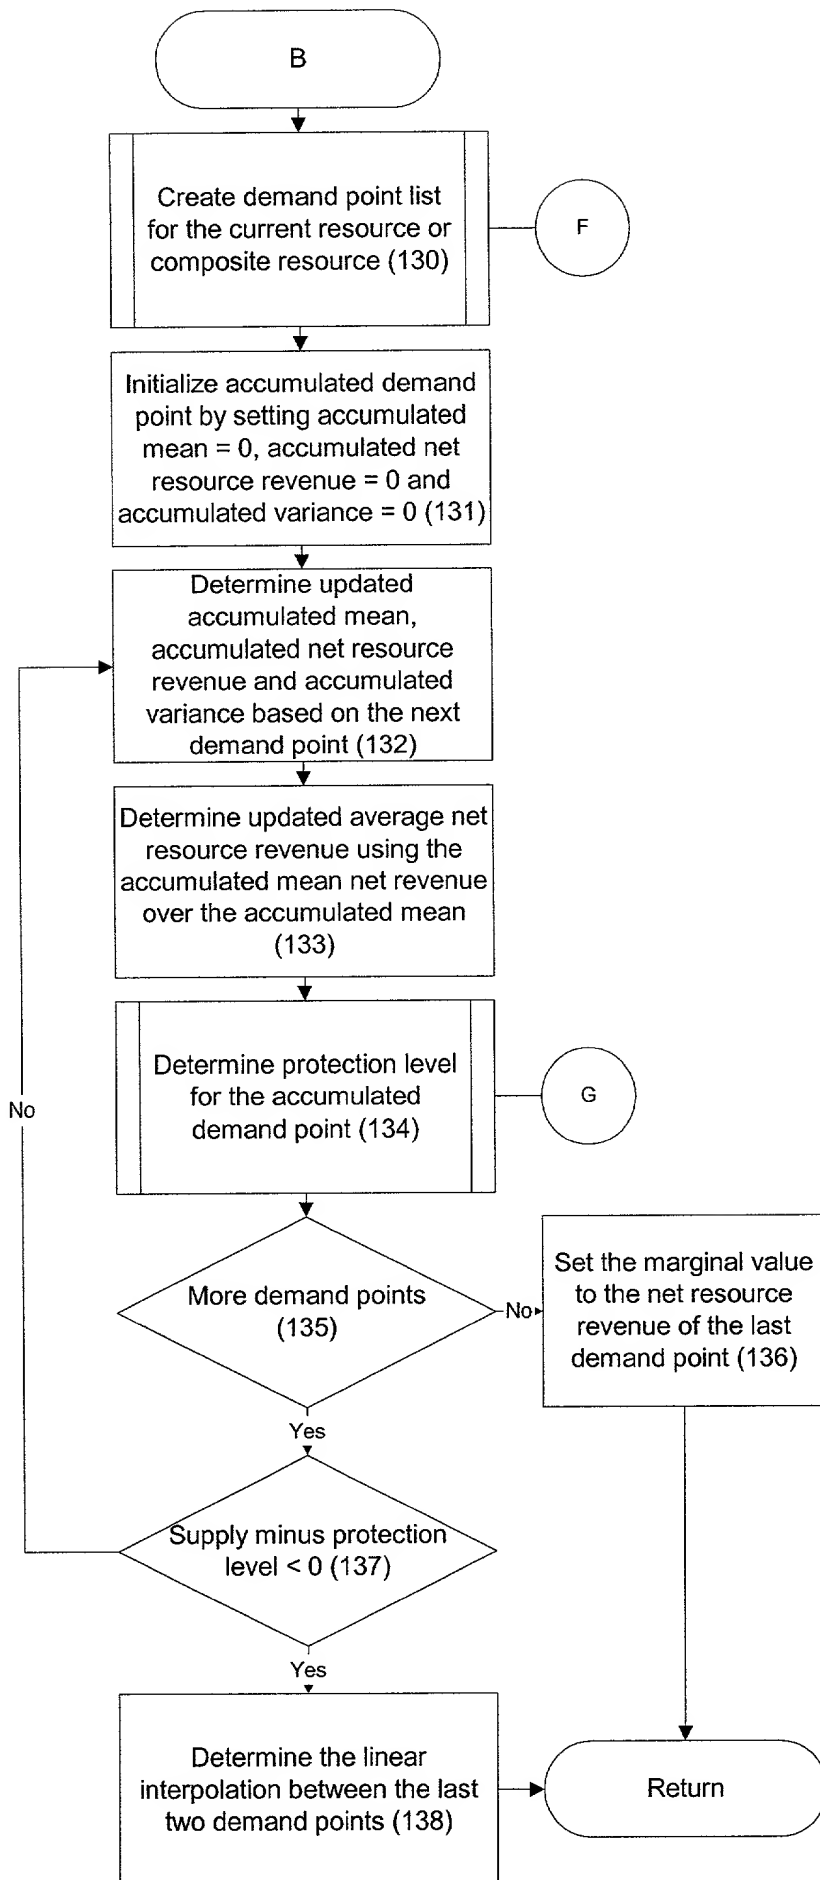 B
Create demand point list
for the current resource or
composite resource (130)
F
Initialize accumulated demand
point by setting accumulated
mean = 0, accumulated net
resource revenue = 0 and
accumulated variance = 0 (131)
Determine updated
accumulated mean,
accumulated net resource
revenue and accumulated
variance based on the next
demand point (132)
Determine updated average net
resource revenue using the
accumulated mean net revenue
over the accumulated mean
(133)
Determine protection level
for the accumulated
demand point (134)
G
No
More demand points
(135)
No
Set the marginal value
to the net resource
revenue of the last
demand point (136)
Yes
Supply minus protection
level < 0 (137)
Yes
Determine the linear
interpolation between the last
two demand points (138)
Return